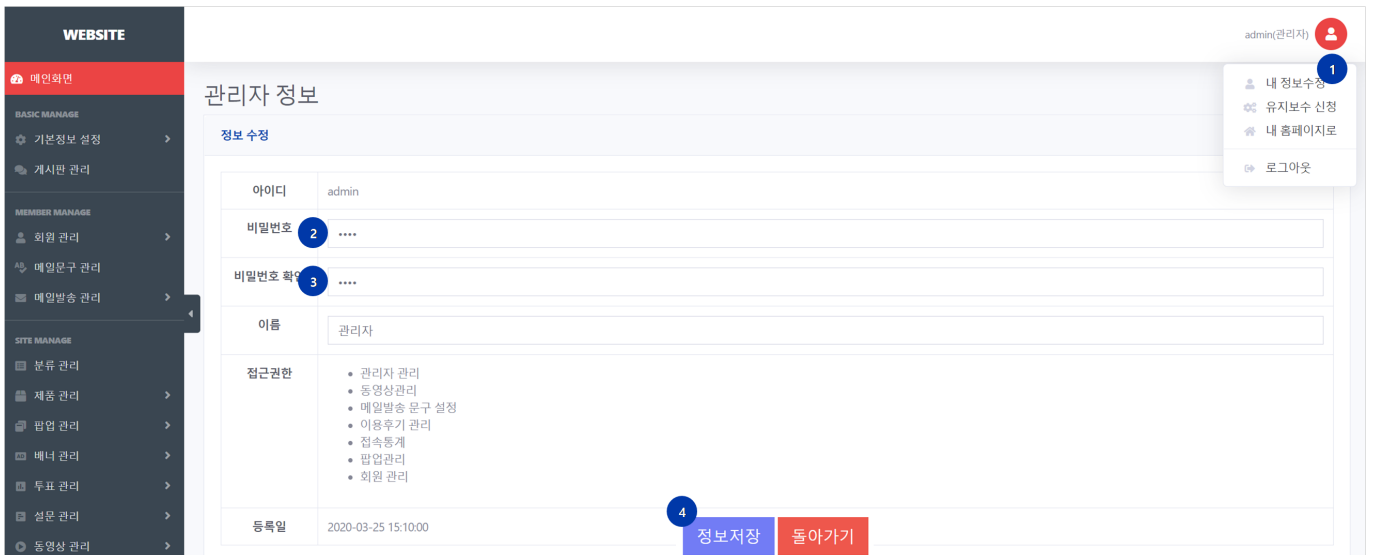 WEBSITE
admin(관리자)
1
메인화면
내 정보수정
유지보수 신청
내 홈페이지로
로그아웃
관리자 정보
BASIC MANAGE
기본정보 설정
게시판 관리
정보 수정
아이디
admin
MEMBER MANAGE
회원 관리
메일문구 관리
메일발송 관리
비밀번호
2
••••
비밀번호 확인
3
••••
이름
관리자
SITE MANAGE
분류 관리
제품 관리
팝업 관리
배너 관리
투표 관리
설문 관리
동영상 관리
접근권한
• 관리자 관리
• 동영상관리
• 메일발송 문구 설정
• 이용후기 관리
• 접속통계
• 팝업관리
• 회원 관리
등록일
2020-03-25 15:10:00
4
정보저장
돌아가기